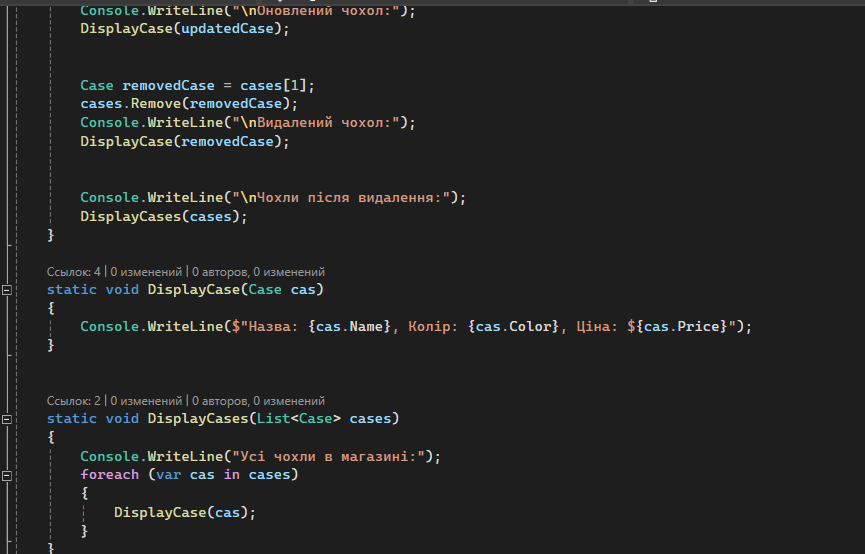 Console.WriteLine("\nОновлений чохол:");
DisplayCase(updatedCase);
Case removedCase = cases[1];
cases.Remove(removedCase);
Console.WriteLine("\nВидалений чохол:");
DisplayCase(removedCase);
Console.WriteLine("\nЧохли після видалення:");
DisplayCases(cases);
}
Ссылок: 4 | 0 изменений | 0 авторов, 0 изменений
static void DisplayCase(Case cas)
{
Console.WriteLine($"Назва: {cas.Name}, Колір: {cas.Color}, Ціна: ${cas.Price}");
}
Ссылок: 2 | 0 изменений | 0 авторов, 0 изменений
static void DisplayCases(List<Case> cases)
{
Console.WriteLine("Усі чохли в магазині:");
foreach (var cas in cases)
{
DisplayCase(cas);
}
}